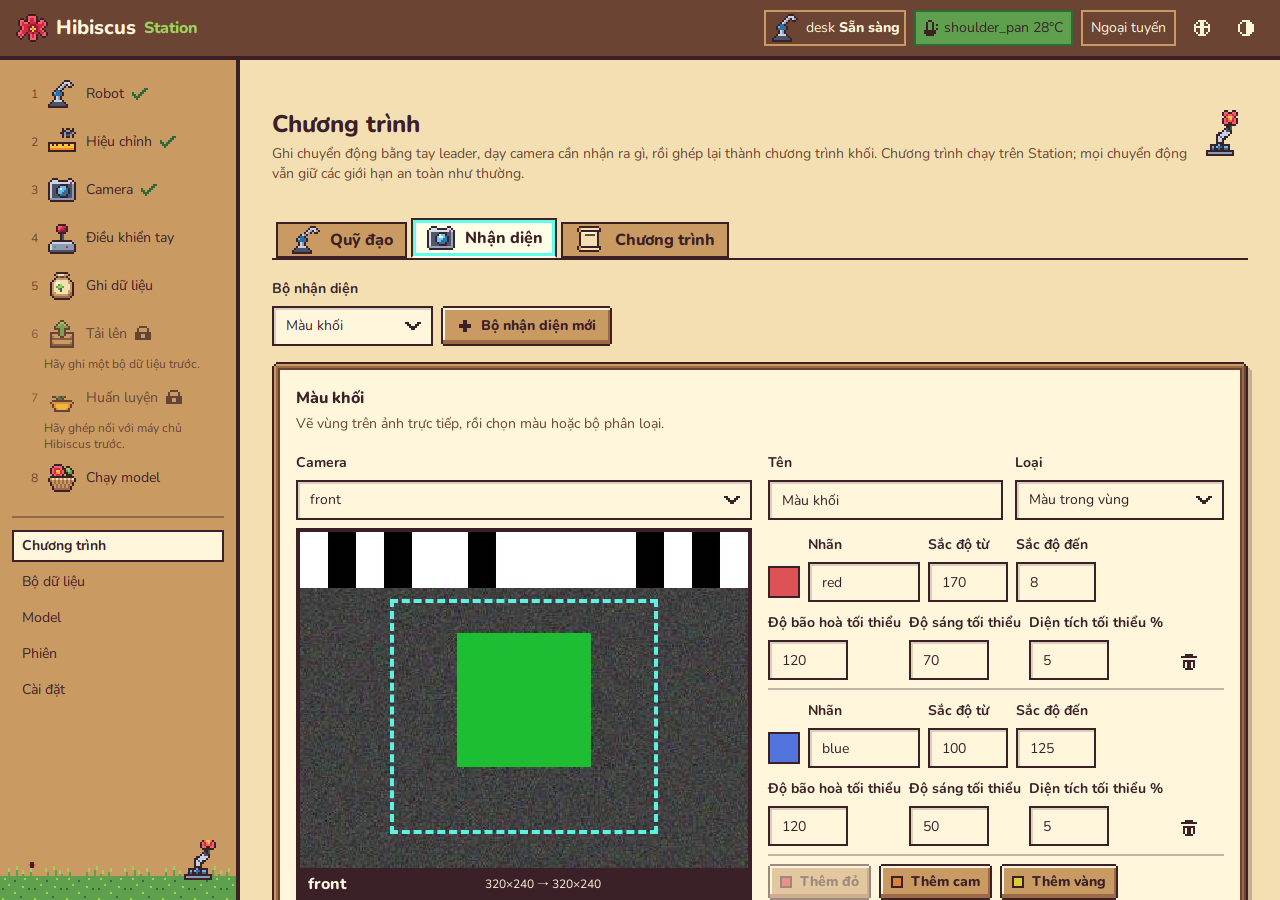 Hibiscus Station
desk Sẵn sàng
shoulder_pan 28°C
Ngoại tuyến
1 Robot
2 Hiệu chỉnh
3 Camera
4 Điều khiển tay
5 Ghi dữ liệu
6 Tải lên
Hãy ghi một bộ dữ liệu trước.
7 Huấn luyện
Hãy ghép nối với máy chủ
Hibiscus trước.
8 Chạy model
Chương trình
Bộ dữ liệu
Model
Phiên
Cài đặt
Chương trình
Ghi chuyển động bằng tay leader, dạy camera cần nhận ra gì, rồi ghép lại thành chương trình khối. Chương trình chạy trên Station; mọi chuyển động
vẫn giữ các giới hạn an toàn như thường.
Quỹ đạo
Nhận diện
Chương trình
Bộ nhận diện
Màu khối
Bộ nhận diện mới
Màu khối
Vẽ vùng trên ảnh trực tiếp, rồi chọn màu hoặc bộ phân loại.
Camera
front
front 320×240 → 320×240
Tên Loại
Màu khối Màu trong vùng
Nhãn Sắc độ từ Sắc độ đến
red 170 8
Độ bão hoà tối thiểu Độ sáng tối thiểu Diện tích tối thiểu %
120 70 5
Nhãn Sắc độ từ Sắc độ đến
blue 100 125
Độ bão hoà tối thiểu Độ sáng tối thiểu Diện tích tối thiểu %
120 50 5
Thêm đỏ Thêm cam Thêm vàng